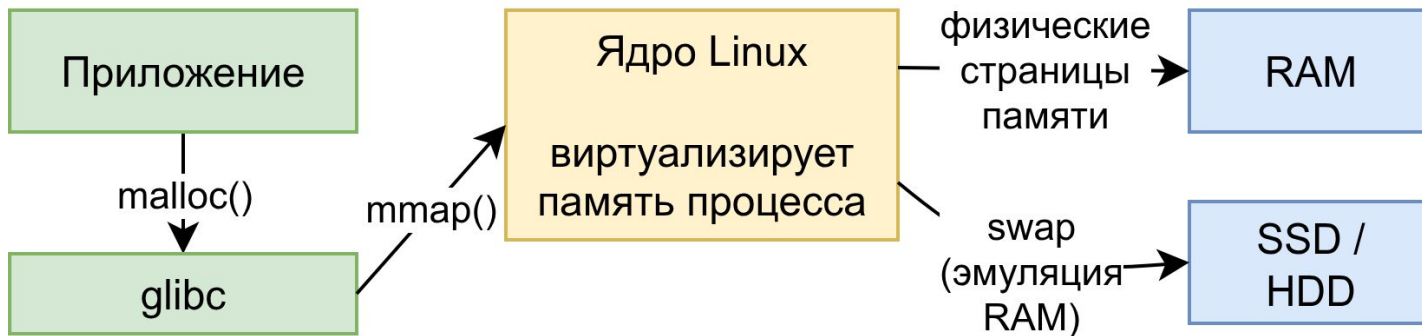 Приложение
malloc()
glibc
mmap()
Ядро Linux
виртуализирует
память процесса
физические
страницы
памяти
RAM
swap
(эмуляция
RAM)
SSD /
HDD